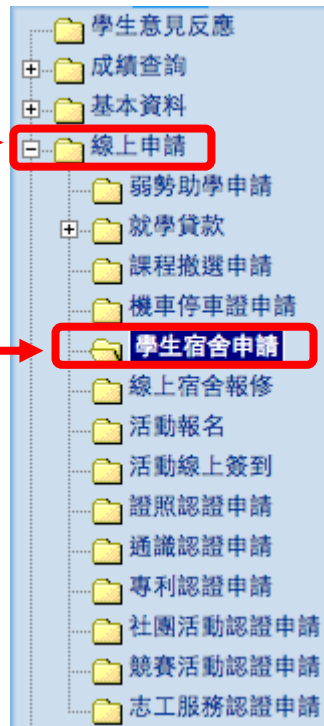 學生意見反應
成績查詢
基本資料
線上申請
弱勢助學申請
就學貸款
課程撤選申請
機車停車證申請
學生宿舍申請
線上宿舍報修
活動報名
活動線上簽到
證照認證申請
通識認證申請
專利認證申請
社團活動認證申請
競賽活動認證申請
志工服務認證申請